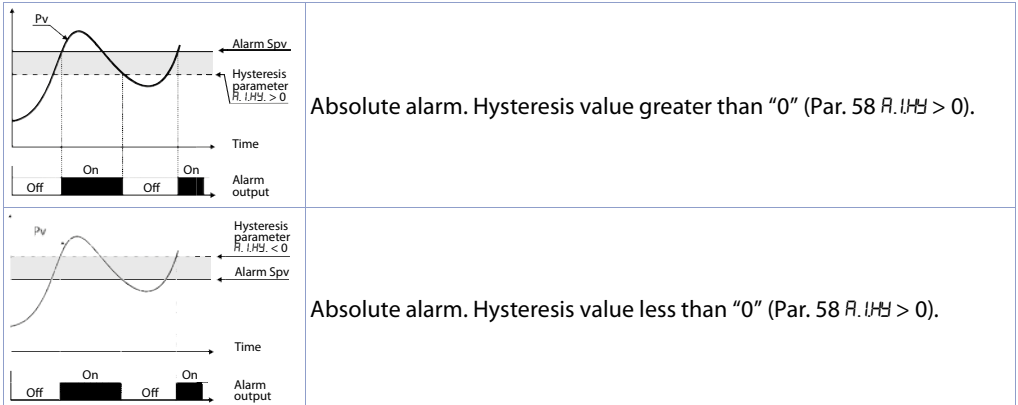 Pv
Alarm Spv
Hysteresis
parameter
A.1.HY. > 0
Time
On
On
Off
Off
Alarm
output
Absolute alarm. Hysteresis value greater than “0” (Par. 58 A.1.HY > 0).
Pv
Hysteresis
parameter
A.1.HY. < 0
Alarm Spv
Time
On
On
Off
Off
Alarm
output
Absolute alarm. Hysteresis value less than “0” (Par. 58 A.1.HY > 0).